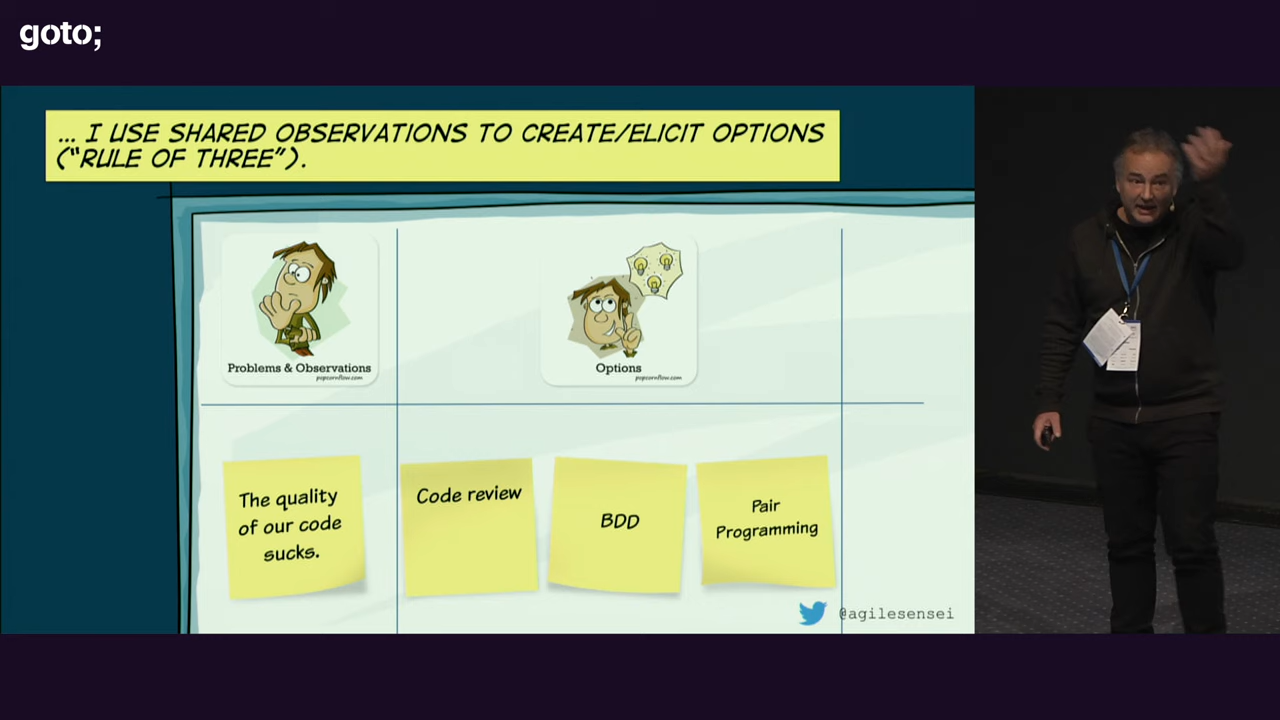 goto;
... I USE SHARED OBSERVATIONS TO CREATE/ELICIT OPTIONS
("RULE OF THREE").
Problems & Observations
popcornflow.com
Options
popcornflow.com
The quality
of our code
sucks.
Code review
BDD
Pair
Programming
@agilesensei